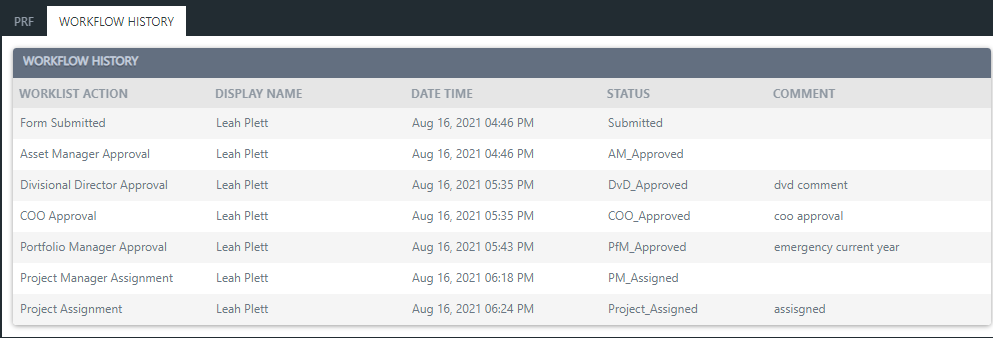 PRF WORKFLOW HISTORY
WORKFLOW HISTORY
WORKLIST ACTION DISPLAY NAME DATE TIME STATUS COMMENT
Form Submitted Leah Plett Aug 16, 2021 04:46 PM Submitted
Asset Manager Approval Leah Plett Aug 16, 2021 04:46 PM AM_Approved
Divisional Director Approval Leah Plett Aug 16, 2021 05:35 PM DvD_Approved dvd comment
COO Approval Leah Plett Aug 16, 2021 05:35 PM COO_Approved coo approval
Portfolio Manager Approval Leah Plett Aug 16, 2021 05:43 PM PfM_Approved emergency current year
Project Manager Assignment Leah Plett Aug 16, 2021 06:18 PM PM_Assigned
Project Assignment Leah Plett Aug 16, 2021 06:24 PM Project_Assigned assisgned